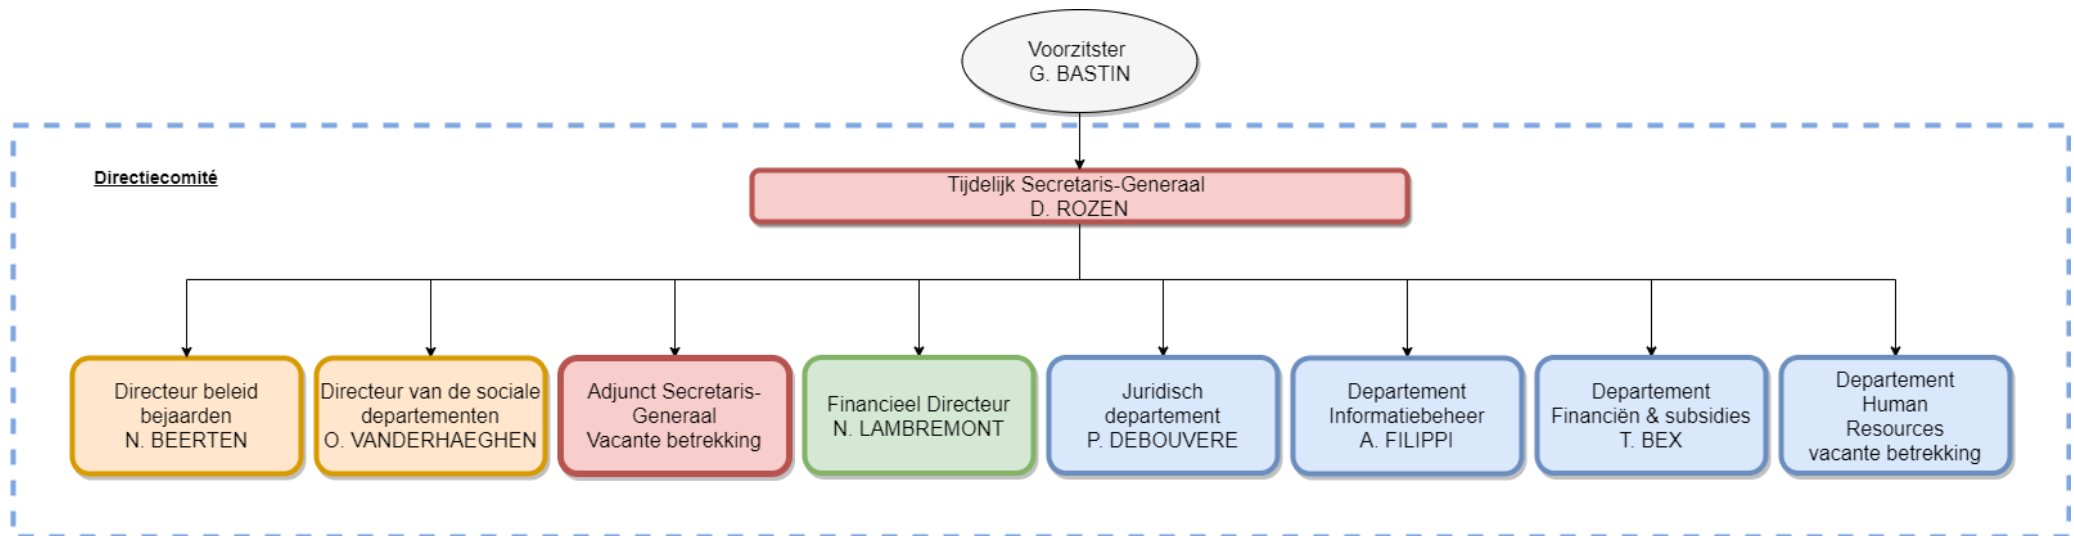 Voorzitster
G. BASTIN
Directiecomité
Tijdelijk Secretaris-Generaal
D. ROZEN
Directeur beleid
bejaarden
N. BEERTEN
Directeur van de sociale
departementen
O. VANDERHAEGHEN
Adjunct Secretaris-
Generaal
Vacante betrekking
Financieel Directeur
N. LAMBREMONT
Juridisch
departement
P. DEBOUVERE
Departement
Informatiebeheer
A. FILIPPI
Departement
Financiën & subsidies
T. BEX
Departement
Human
Resources
vacante betrekking